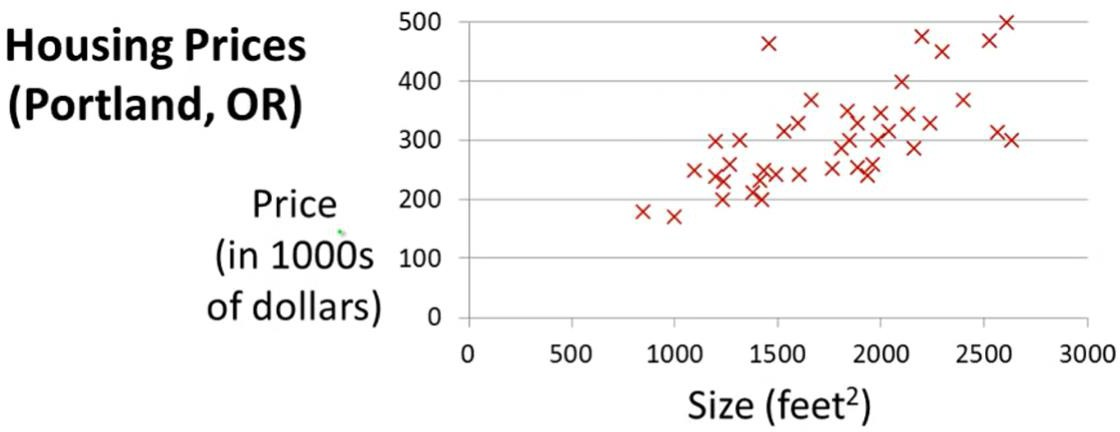 Housing Prices
(Portland, OR)
Price
(in 1000s
of dollars)
500
400
300
200
100
0
0 500 1000 1500 2000 2500 3000
Size (feet²)